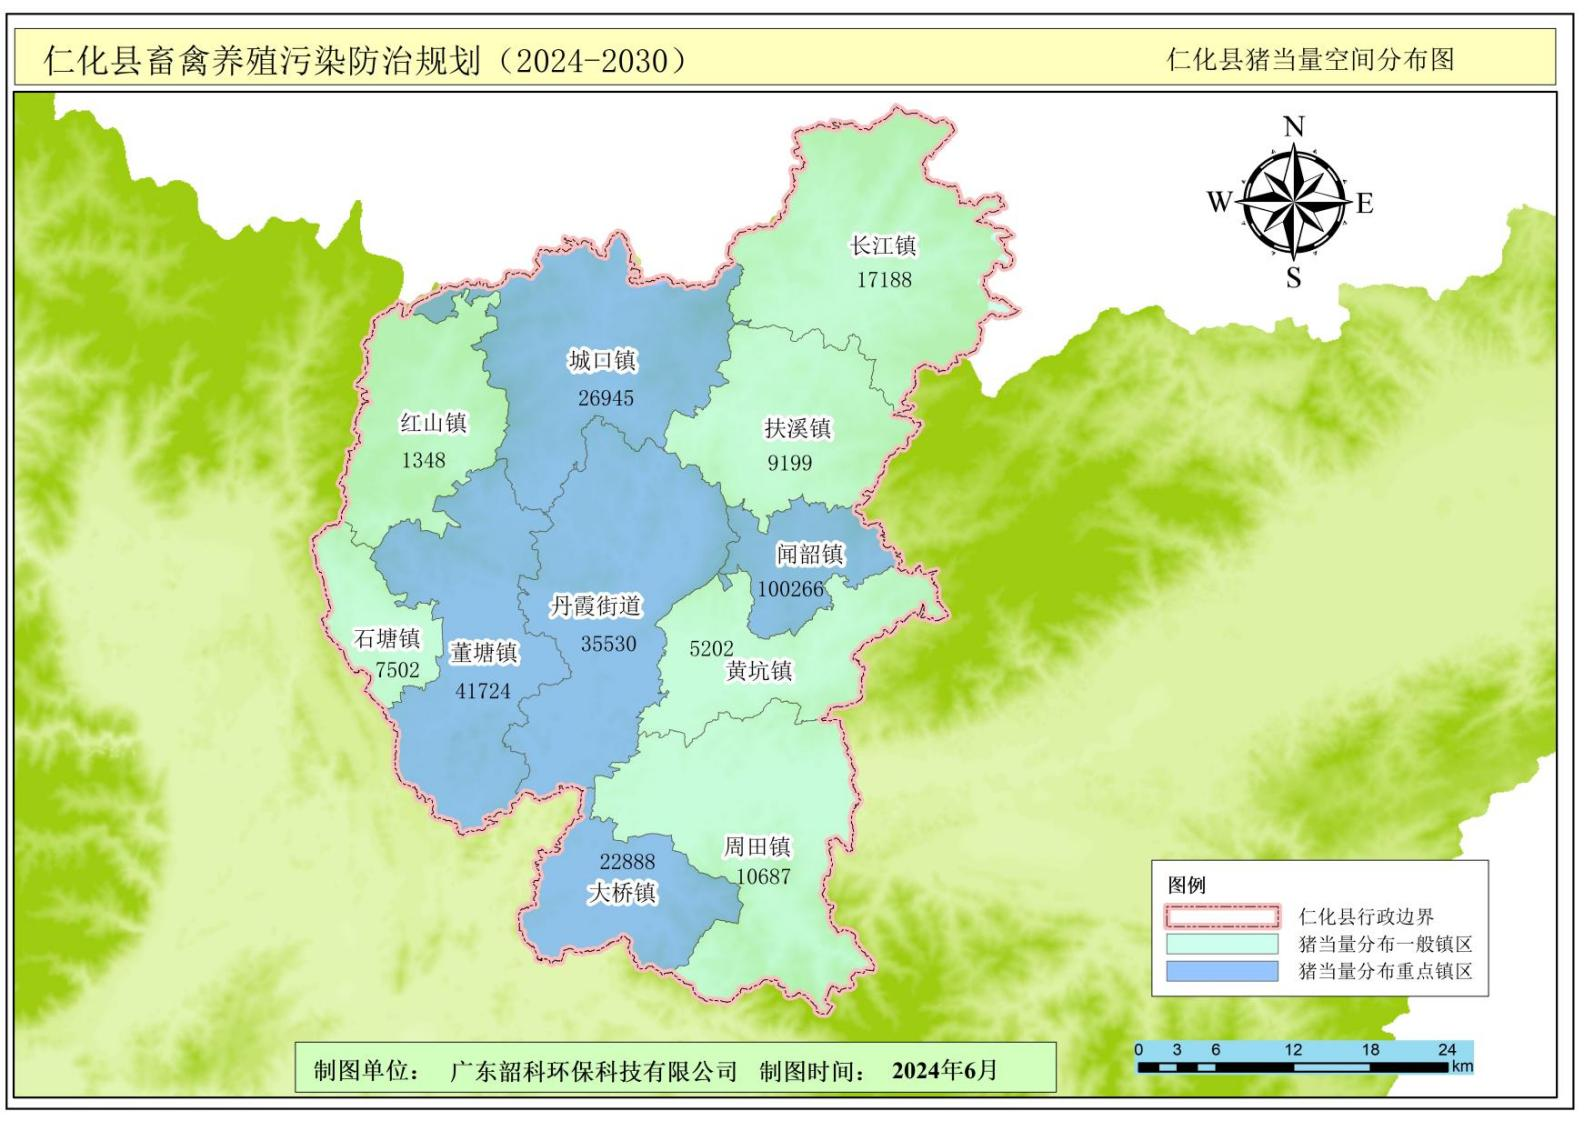 仁化县畜禽养殖污染防治规划（2024-2030）
仁化县猪当量空间分布图
N
W
E
S
长江镇
17188
城口镇
26945
红山镇
1348
扶溪镇
9199
闻韶镇
100266
丹霞街道
35530
石塘镇
7502
董塘镇
41724
5202
黄坑镇
周田镇
10687
22888
大桥镇
图例
仁化县行政边界
猪当量分布一般镇区
猪当量分布重点镇区
0 3 6 12 18 24
km
制图单位： 广东韶科环保科技有限公司 制图时间： 2024年6月